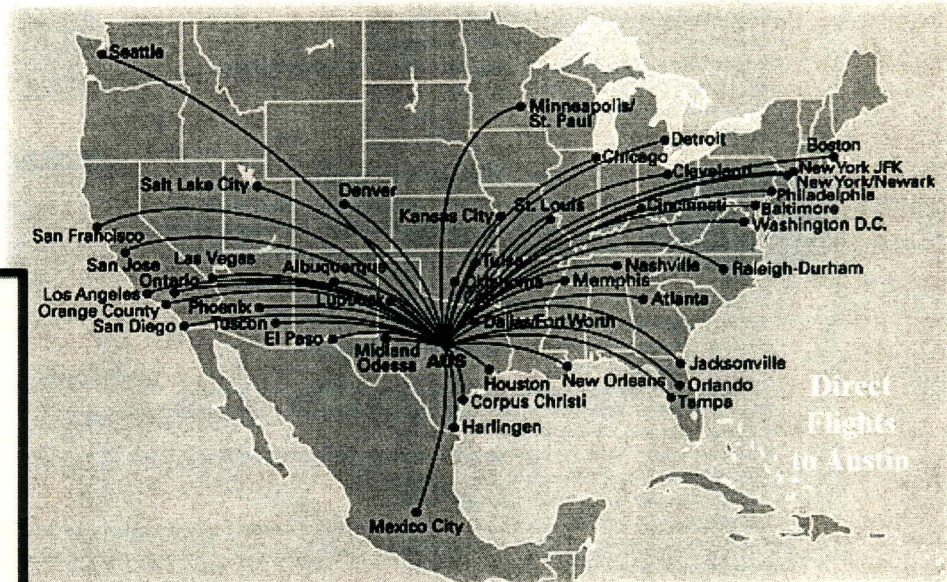 Seattle
Minneapolis/
St. Paul
Detroit
Boston
Chicago
New York JFK
Cleveland
New York/Newark
Salt Lake City
Denver
Philadelphia
Kansas City
St. Louis
Cincinnati
Baltimore
Washington D.C.
San Francisco
San Jose
Las Vegas
Albuquerque
Tulsa
Nashville
Raleigh-Durham
Ontario
Oklahoma
Memphis
Los Angeles
Lubbock
Atlanta
Orange County
Phoenix
San Diego
Tuscon
Dallas/Fort Worth
El Paso
Midland
Odessa
AUS
Jacksonville
Houston
New Orleans
Orlando
Corpus Christi
Tampa
Direct
Flights
to Austin
Harlingen
Mexico City